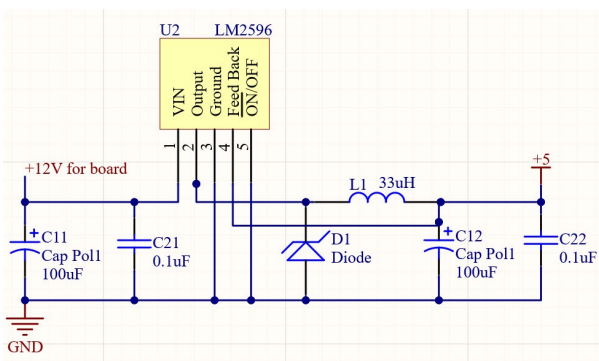 U2
LM2596
VIN
Output
Ground
Feed Back
ON/OFF
1
2
3
4
5
+12V for board
+5
L1
33uH
C11
Cap Pol1
100uF
C21
0.1uF
D1
Diode
C12
Cap Pol1
100uF
C22
0.1uF
GND